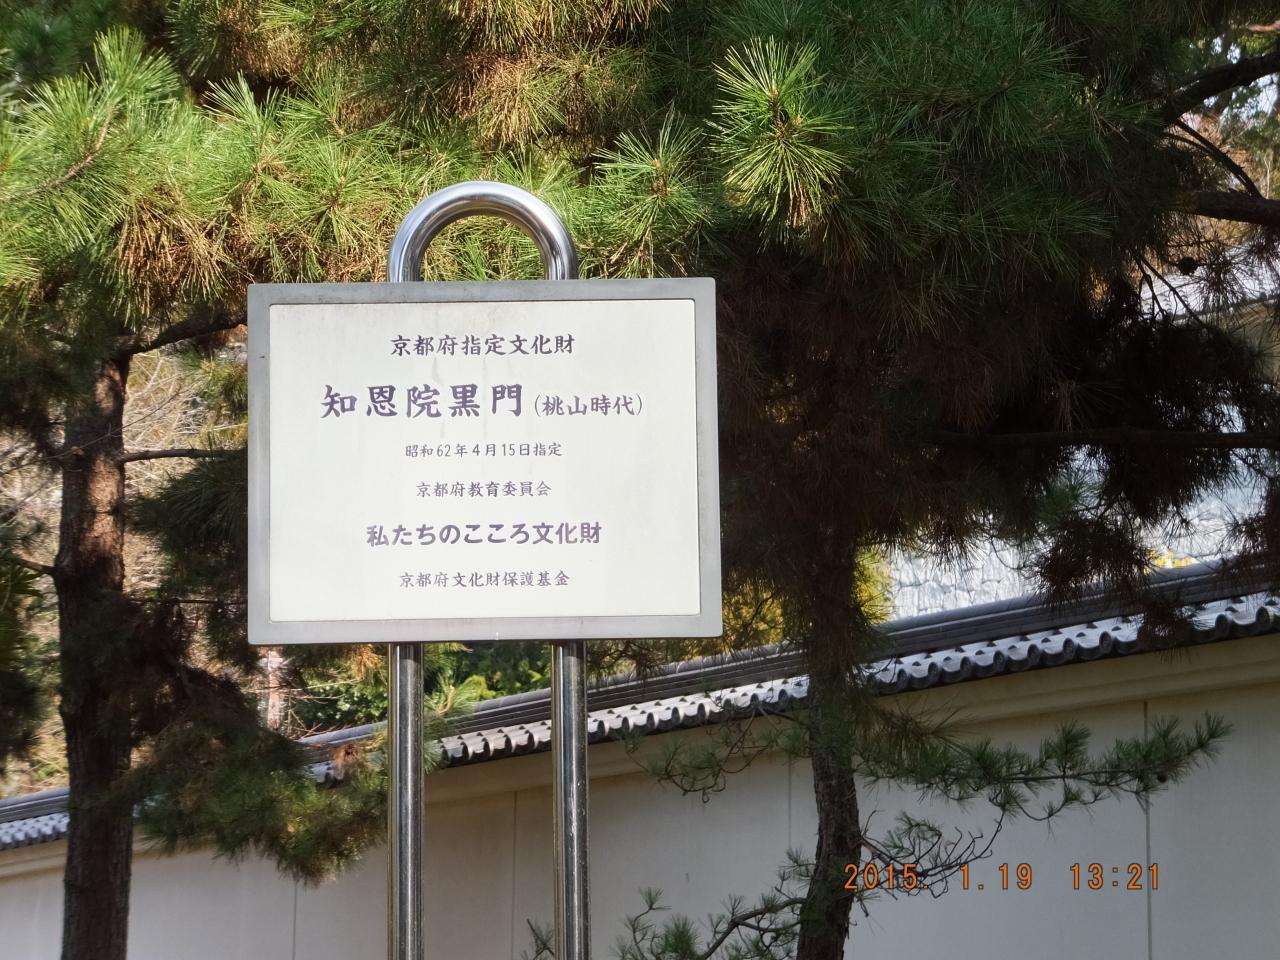 京都府指定文化財
知恩院黒門(桃山時代)
昭和62年4月15日指定
京都府教育委員会
私たちのこころ文化財
京都府文化財保護基金
2015. 1.19 13:21